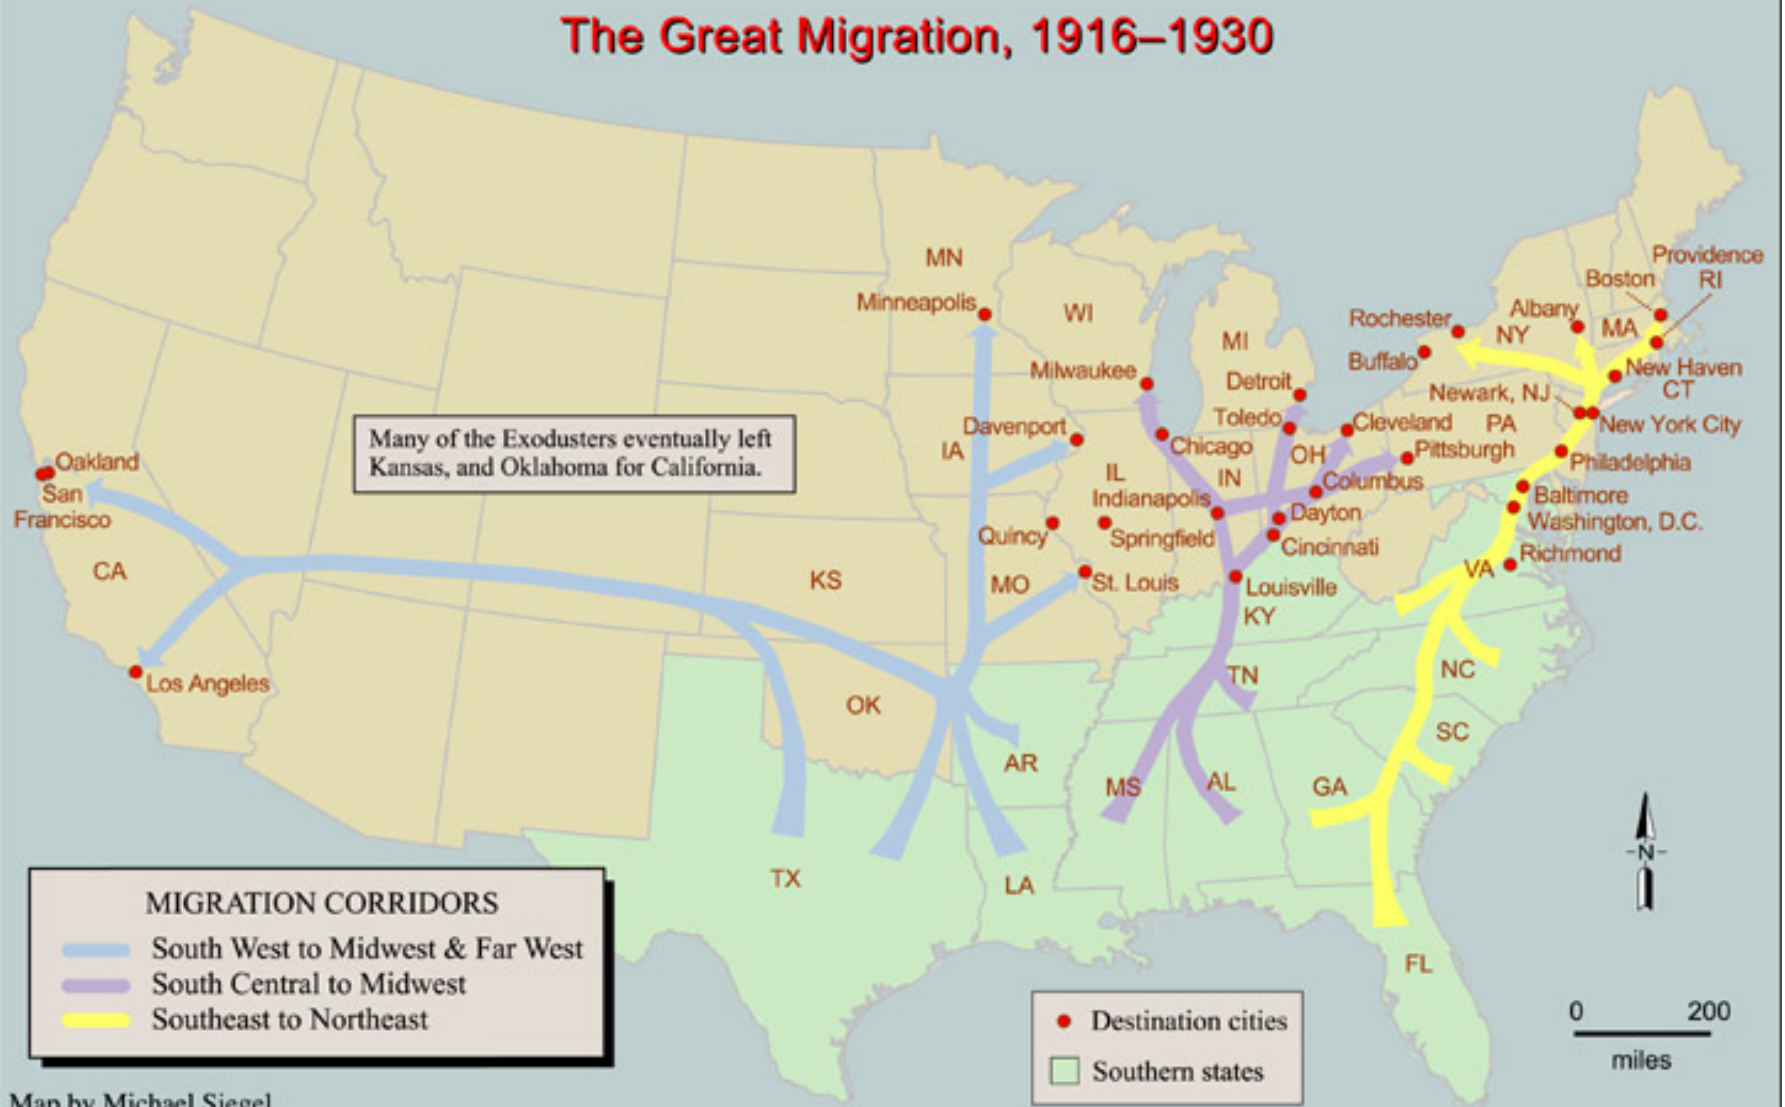 The Great Migration, 1916–1930
Providence
RI
Boston
MN
Minneapolis
WI
Rochester
NY
Albany
MA
MI
Buffalo
Milwaukee
Detroit
New Haven
CT
Newark, NJ
Many of the Exodusters eventually left
Kansas, and Oklahoma for California.
Davenport
IA
Toledo
Cleveland
PA
New York City
Chicago
OH
Pittsburgh
Philadelphia
Oakland
San
Francisco
IL
IN
Indianapolis
Columbus
Baltimore
Washington, D.C.
Quincy
Springfield
Dayton
Cincinnati
Richmond
VA
CA
KS
MO
St. Louis
Louisville
KY
Los Angeles
OK
TN
NC
SC
AR
MS
AL
GA
TX
LA
FL
N
MIGRATION CORRIDORS
South West to Midwest & Far West
South Central to Midwest
Southeast to Northeast
Destination cities
Southern states
0 200
miles
Map by Michael Siegel